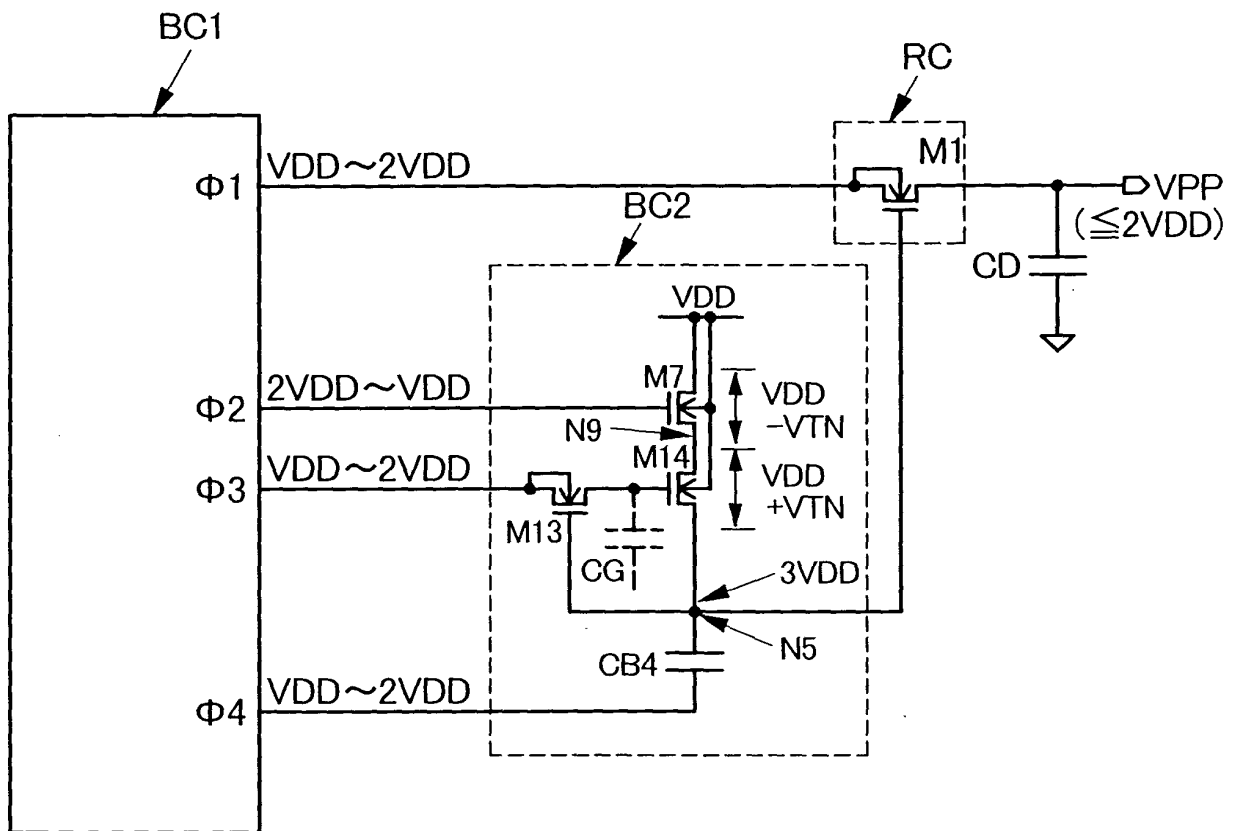 BC1
RC
Φ1
VDD~2VDD
M1
VPP
(≦2VDD)
BC2
CD
VDD
2VDD~VDD
Φ2
M7
VDD
-VTN
N9
M14
VDD
+VTN
VDD~2VDD
Φ3
M13
CG
3VDD
N5
CB4
VDD~2VDD
Φ4